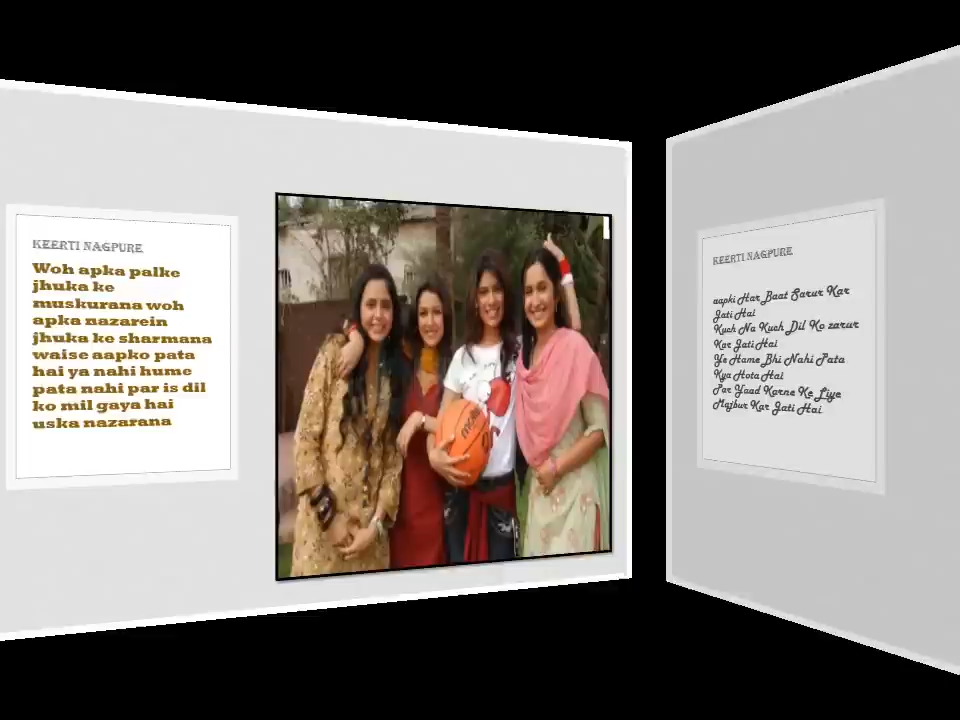 KEERTI NAGPURE
Woh apka palke
jhuka ke
muskurana woh
apka nazarein
jhuka ke sharmana
waise aapko pata
hai ya nahi hume
pata nahi par is dil
ko mil gaya hai
uska nazarana
KEERTI NAGPURE
aapki Har Baat Sarur Kar
Jati Hai
Kuch Na Kuch Dil Ko zarur
Kar Jati Hai
Ye Hame Bhi Nahi Pata
Kya Hota Hai
Par Yaad Karne Ke Liye
Majbur Kar Jati Hai